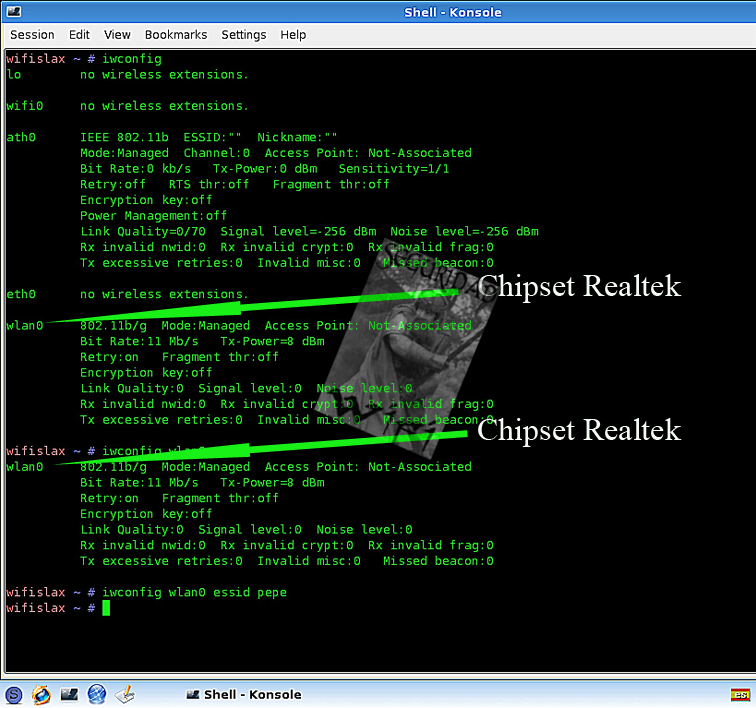 Shell - Konsole
Session Edit View Bookmarks Settings Help
wifislax ~ # iwconfig
lo no wireless extensions.
wifi0 no wireless extensions.
ath0 IEEE 802.11b ESSID:"" Nickname:""
Mode:Managed Channel:0 Access Point: Not-Associated
Bit Rate:0 kb/s Tx-Power:0 dBm Sensitivity=1/1
Retry:off RTS thr:off Fragment thr:off
Encryption key:off
Power Management:off
Link Quality=0/70 Signal level=-256 dBm Noise level=-256 dBm
Rx invalid nwid:0 Rx invalid crypt:0 Rx invalid frag:0
Tx excessive retries:0 Invalid misc:0 Missed beacon:0
eth0 no wireless extensions.
Chipset Realtek
wlan0 802.11b/g Mode:Managed Access Point: Not-Associated
Bit Rate:11 Mb/s Tx-Power=8 dBm
Retry:on Fragment thr:off
Encryption key:off
Link Quality:0 Signal level:0 Noise level:0
Rx invalid nwid:0 Rx invalid crypt:0 Rx invalid frag:0
Tx excessive retries:0 Invalid misc:0 Missed beacon:0
Chipset Realtek
wifislax ~ # iwconfig wlan0
wlan0 802.11b/g Mode:Managed Access Point: Not-Associated
Bit Rate:11 Mb/s Tx-Power=8 dBm
Retry:on Fragment thr:off
Encryption key:off
Link Quality:0 Signal level:0 Noise level:0
Rx invalid nwid:0 Rx invalid crypt:0 Rx invalid frag:0
Tx excessive retries:0 Invalid misc:0 Missed beacon:0
wifislax ~ # iwconfig wlan0 essid pepe
wifislax ~ #
Shell - Konsole
es